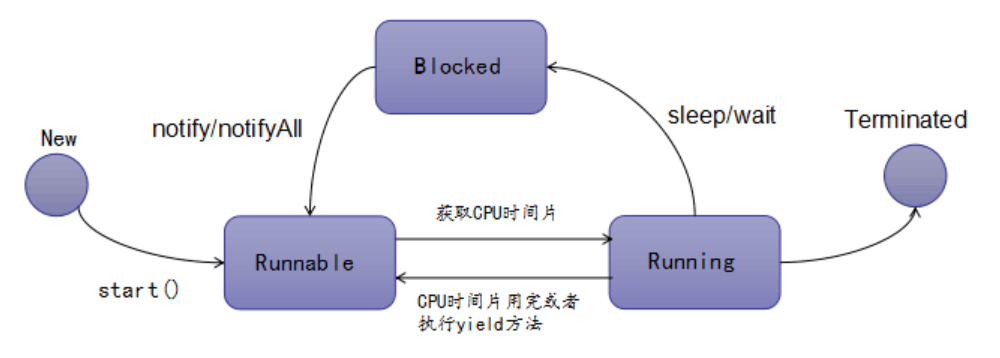 Blocked
sleep/wait
Terminated
notify/notifyAll
New
获取CPU时间片
Runnable
Running
start()
CPU时间片用完或者
执行yield方法